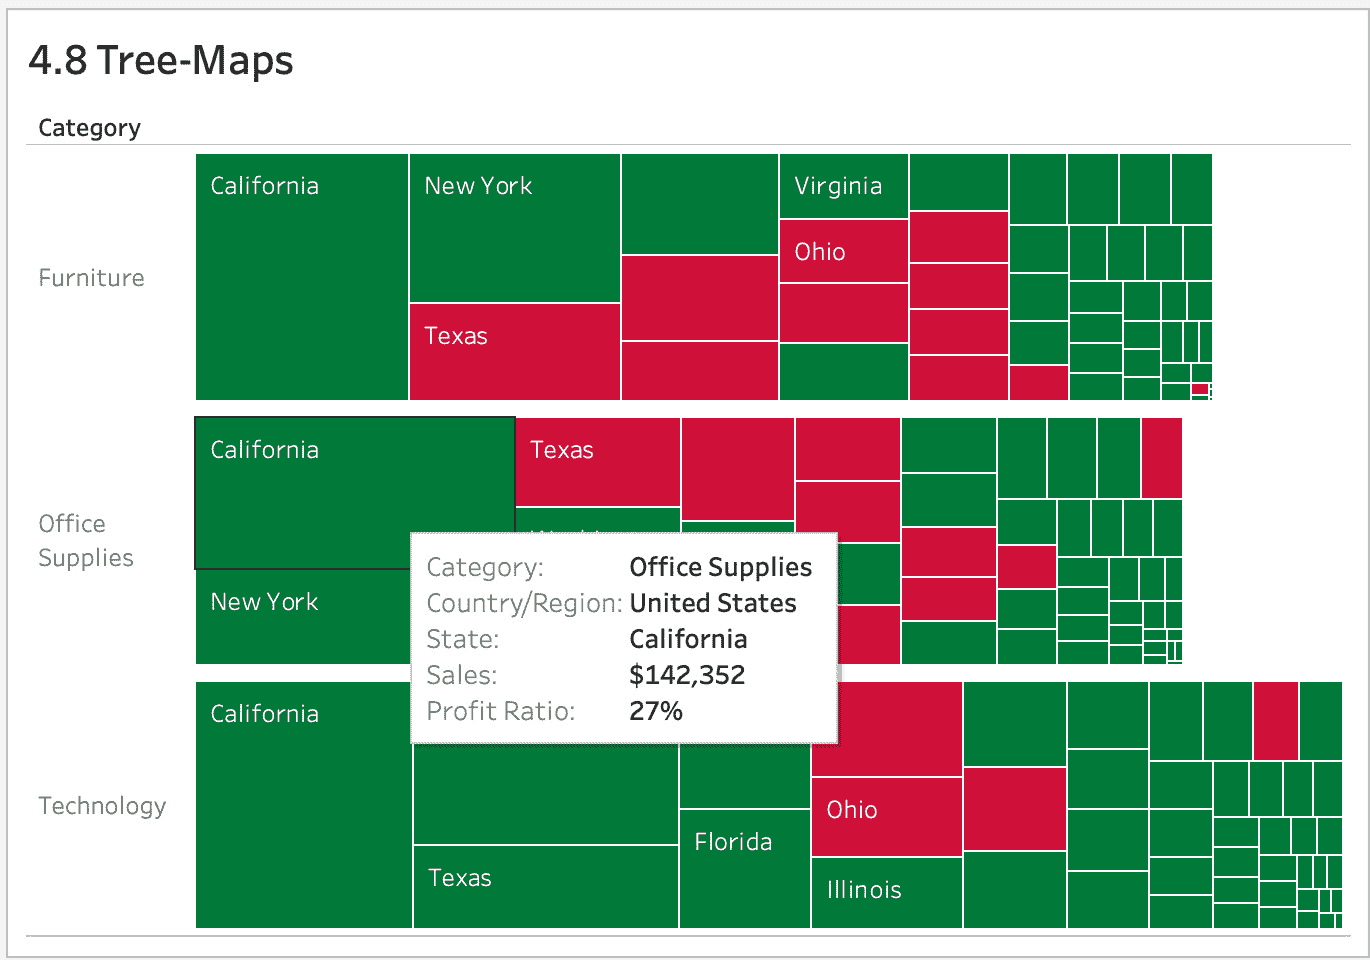 4.8 Tree-Maps
Category
Furniture
California
New York
Texas
Virginia
Ohio
Office
Supplies
California
Texas
New York
Category: Office Supplies
Country/Region: United States
State: California
Sales: $142,352
Profit Ratio: 27%
Technology
California
Texas
Florida
Ohio
Illinois